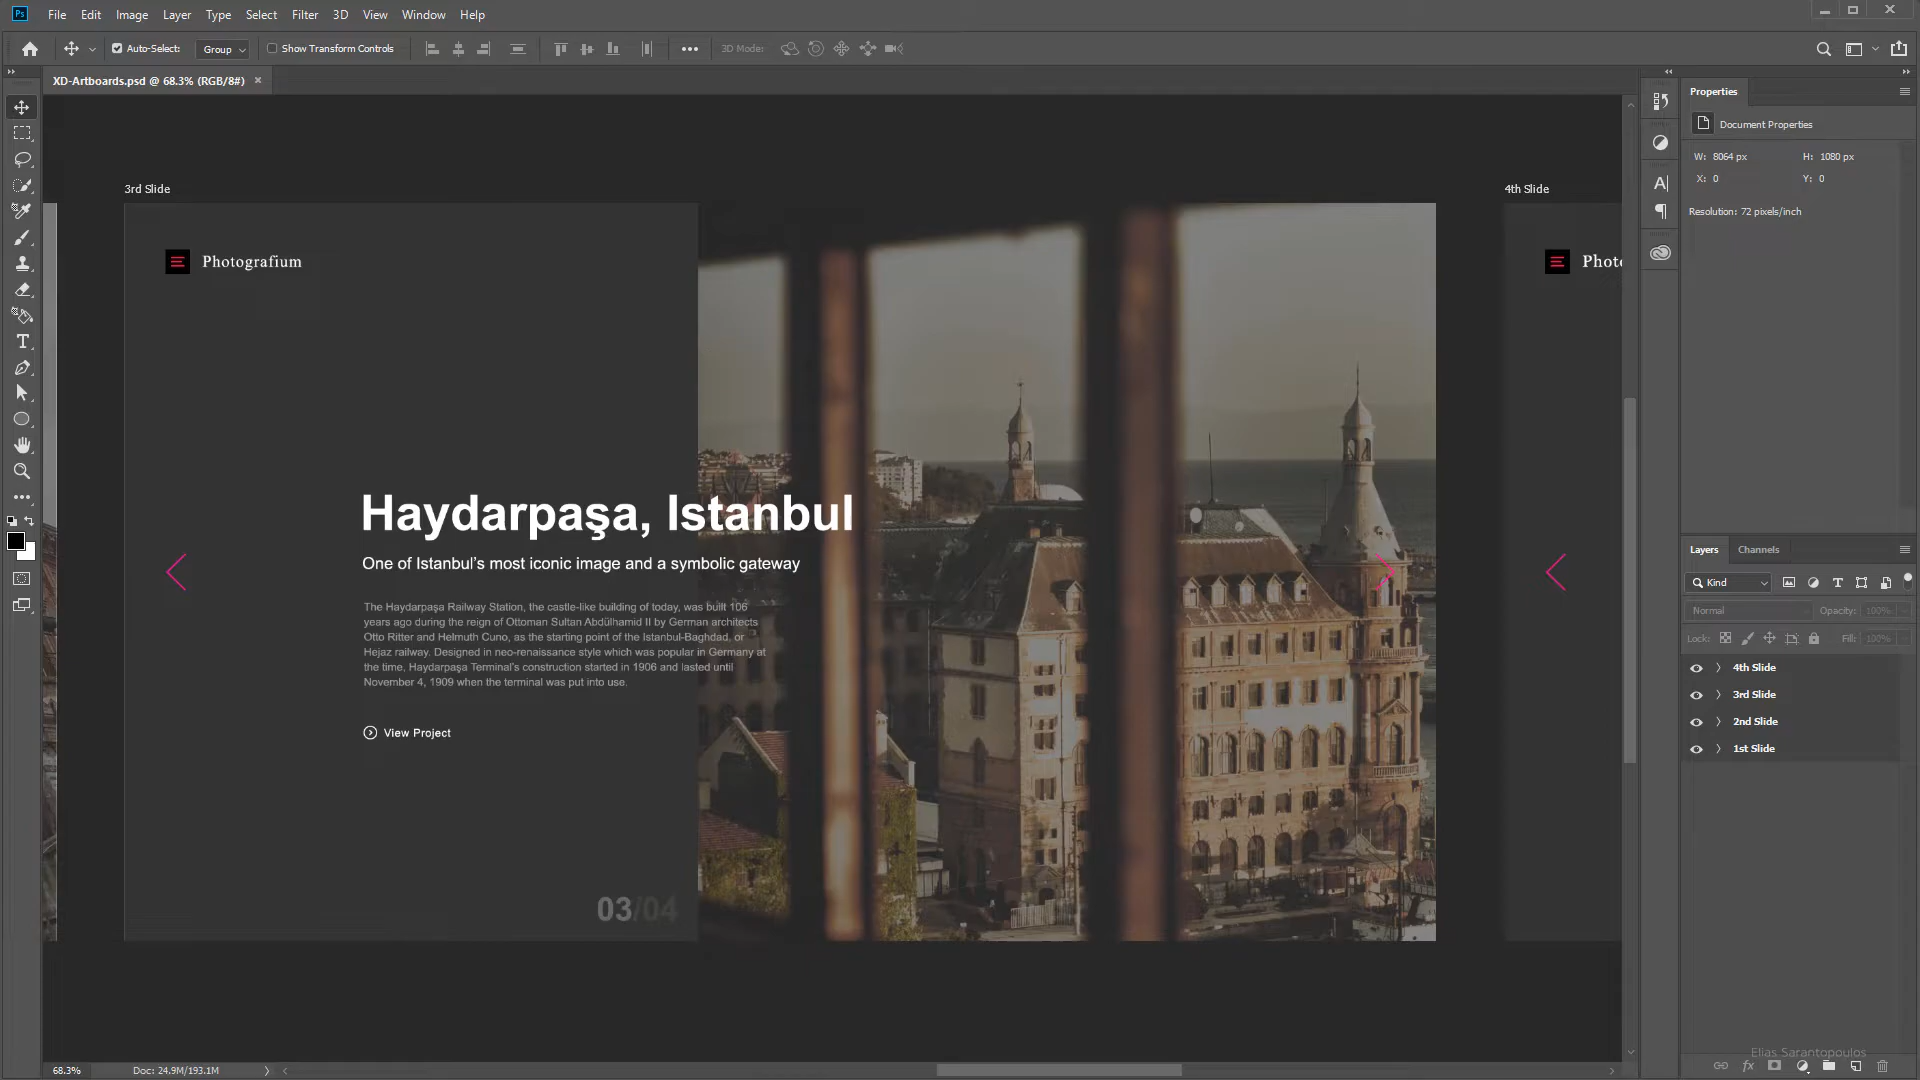 Ps File Edit Image Layer Type Select Filter 3D View Window Help
Auto-Select: Group Show Transform Controls 3D Mode:
XD-Artboards.psd @ 68.3% (RGB/8#)
Properties
Document Properties
W: 8064 px H: 1080 px
X: 0 Y: 0
Resolution: 72 pixels/inch
3rd Slide
4th Slide
Photografium
Photo
Haydarpaşa, Istanbul
One of Istanbul's most iconic image and a symbolic gateway
The Haydarpaşa Railway Station, the castle-like building of today, was built 106
years ago during the reign of Ottoman Sultan Abdülhamid II by German architects
Otto Ritter and Helmuth Cuno, as the starting point of the Istanbul-Baghdad, or
Hejaz railway. Designed in neo-renaissance style which was popular in Germany at
the time, Haydarpaşa Terminal's construction started in 1906 and lasted until
November 4, 1909 when the terminal was put into use.
View Project
03/04
Layers Channels
Kind
Normal Opacity: 100%
Lock: Fill: 100%
4th Slide
3rd Slide
2nd Slide
1st Slide
Elias Sarantopoulos
68.3% Doc: 24.9M/193.1M